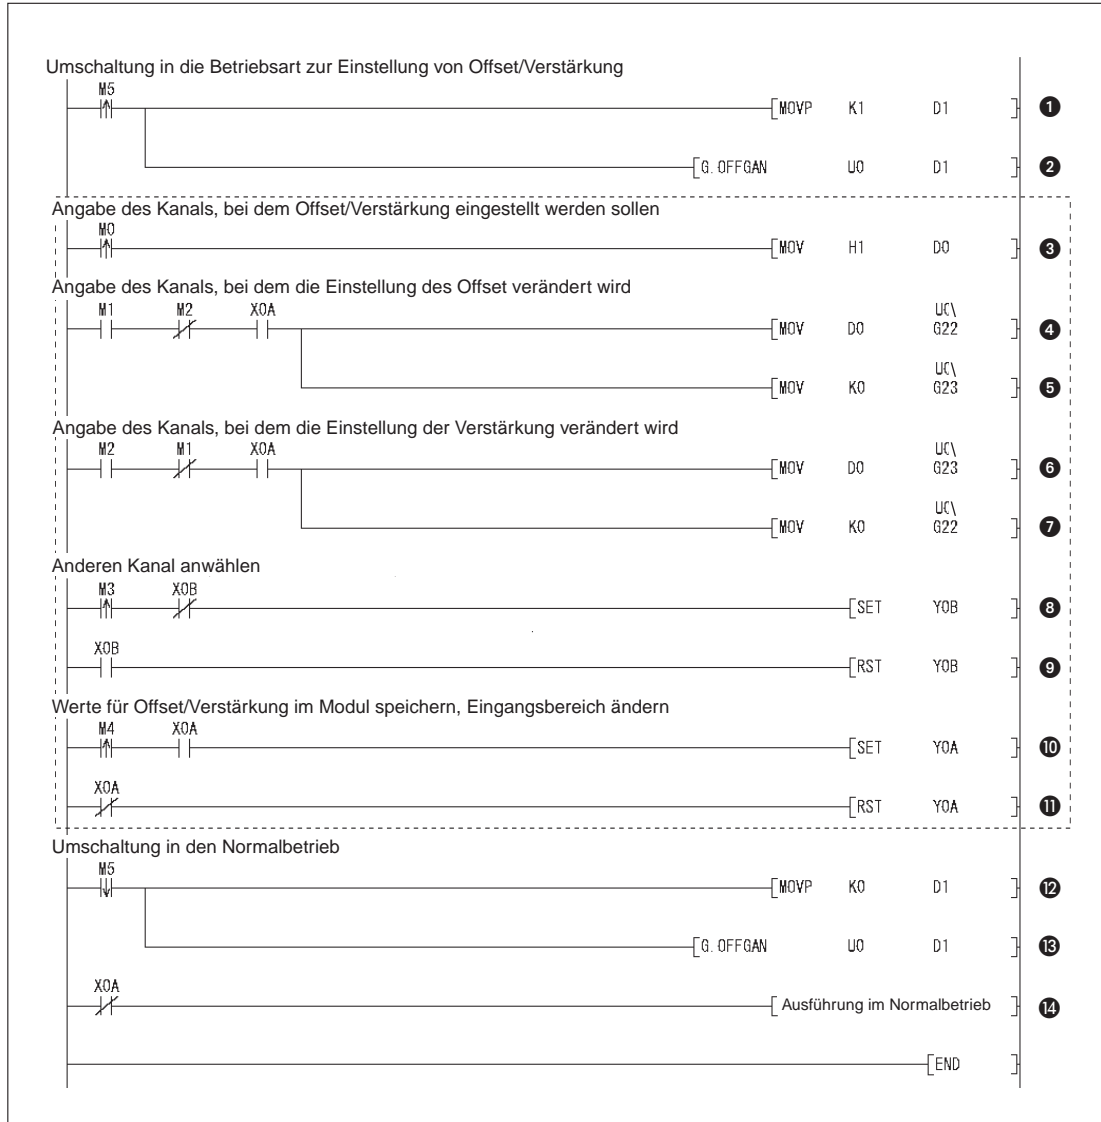 Umschaltung in die Betriebsart zur Einstellung von Offset/Verstärkung
M5
[MOVP K1 D1 ] 1
[G.OFFGAN U0 D1 ] 2
Angabe des Kanals, bei dem Offset/Verstärkung eingestellt werden sollen
M0
[MOV H1 D0 ] 3
Angabe des Kanals, bei dem die Einstellung des Offset verändert wird
M1 M2 X0A U0\
[MOV D0 G22 ] 4
U0\
[MOV K0 G23 ] 5
Angabe des Kanals, bei dem die Einstellung der Verstärkung verändert wird
M2 M1 X0A U0\
[MOV D0 G23 ] 6
U0\
[MOV K0 G22 ] 7
Anderen Kanal anwählen
M3 X0B
[SET Y0B ] 8
X0B
[RST Y0B ] 9
Werte für Offset/Verstärkung im Modul speichern, Eingangsbereich ändern
M4 X0A
[SET Y0A ] 10
X0A
[RST Y0A ] 11
Umschaltung in den Normalbetrieb
M5
[MOVP K0 D1 ] 12
[G.OFFGAN U0 D1 ] 13
X0A
[ Ausführung im Normalbetrieb ] 14
[END ]